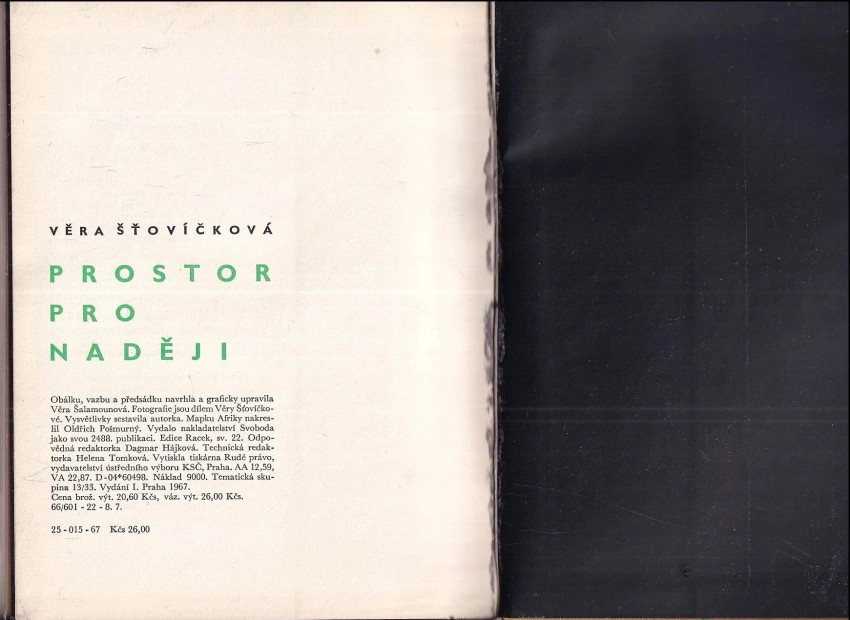 VĚRA ŠŤOVÍČKOVÁ
PROSTOR
PRO
NADĚJI
Obálku, vazbu a předsádku navrhla a graficky upravila
Věra Šalamounová. Fotografie jsou dílem Věry Šťovíčko-
vé. Vysvětlivky sestavila autorka. Mapku Afriky nakres-
lil Oldřich Pošmurný. Vydalo nakladatelství Svoboda
jako svou 2488. publikaci. Edice Racek, sv. 22. Odpo-
vědná redaktorka Dagmar Hájková. Technická redak-
torka Helena Tomková. Vytiskla tiskárna Rudé právo,
vydavatelství ústředního výboru KSČ, Praha. AA 12,59,
VA 22,87. D-04*60498. Náklad 9000. Tematická sku-
pina 13/33. Vydání I. Praha 1967.
Cena brož. výt. 20,60 Kčs, váz. výt. 26,00 Kčs.
66/601 - 22 - 8. 7.
25 - 015 - 67 Kčs 26,00